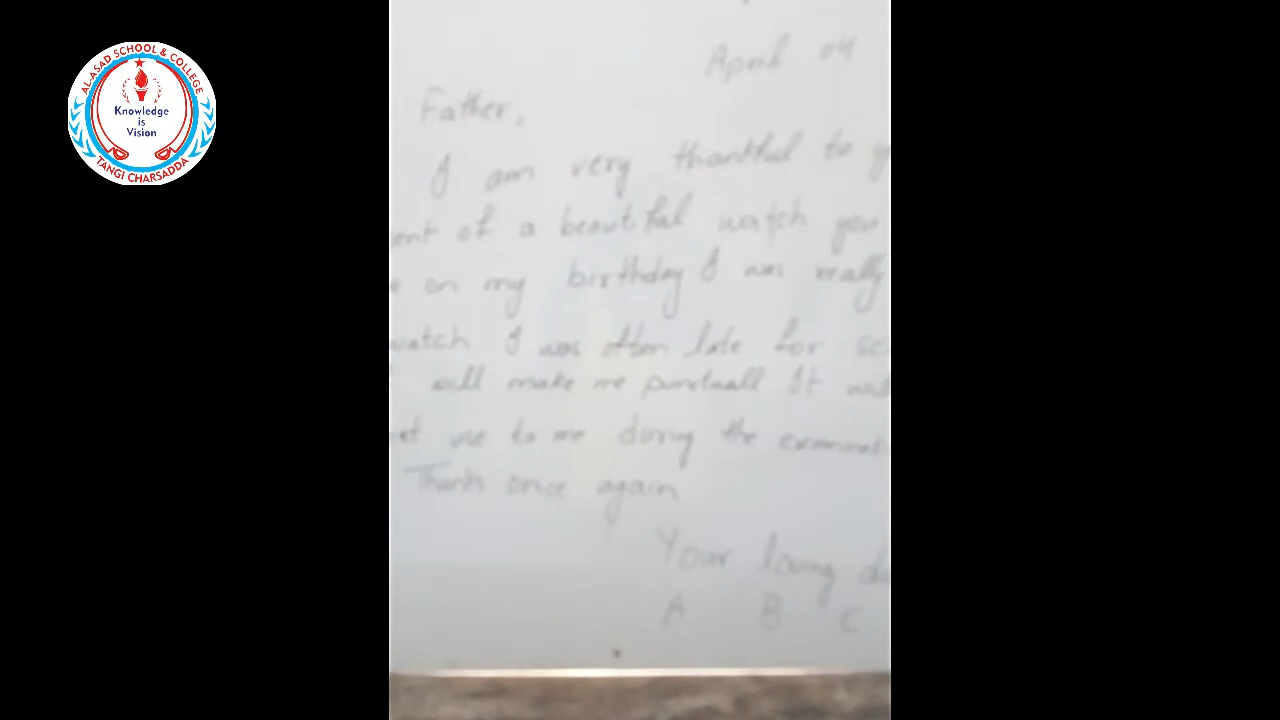 AL-ASAD SCHOOL & COLLEGE
Knowledge
is
Vision
TANGI CHARSADDA
April 04
Father,
I am very thankful to
of a beautiful watch you
on my birthday I was really
watch I was often late for
will make me punctuall It
use to me during the
Thanks once again
Your loving
A B C